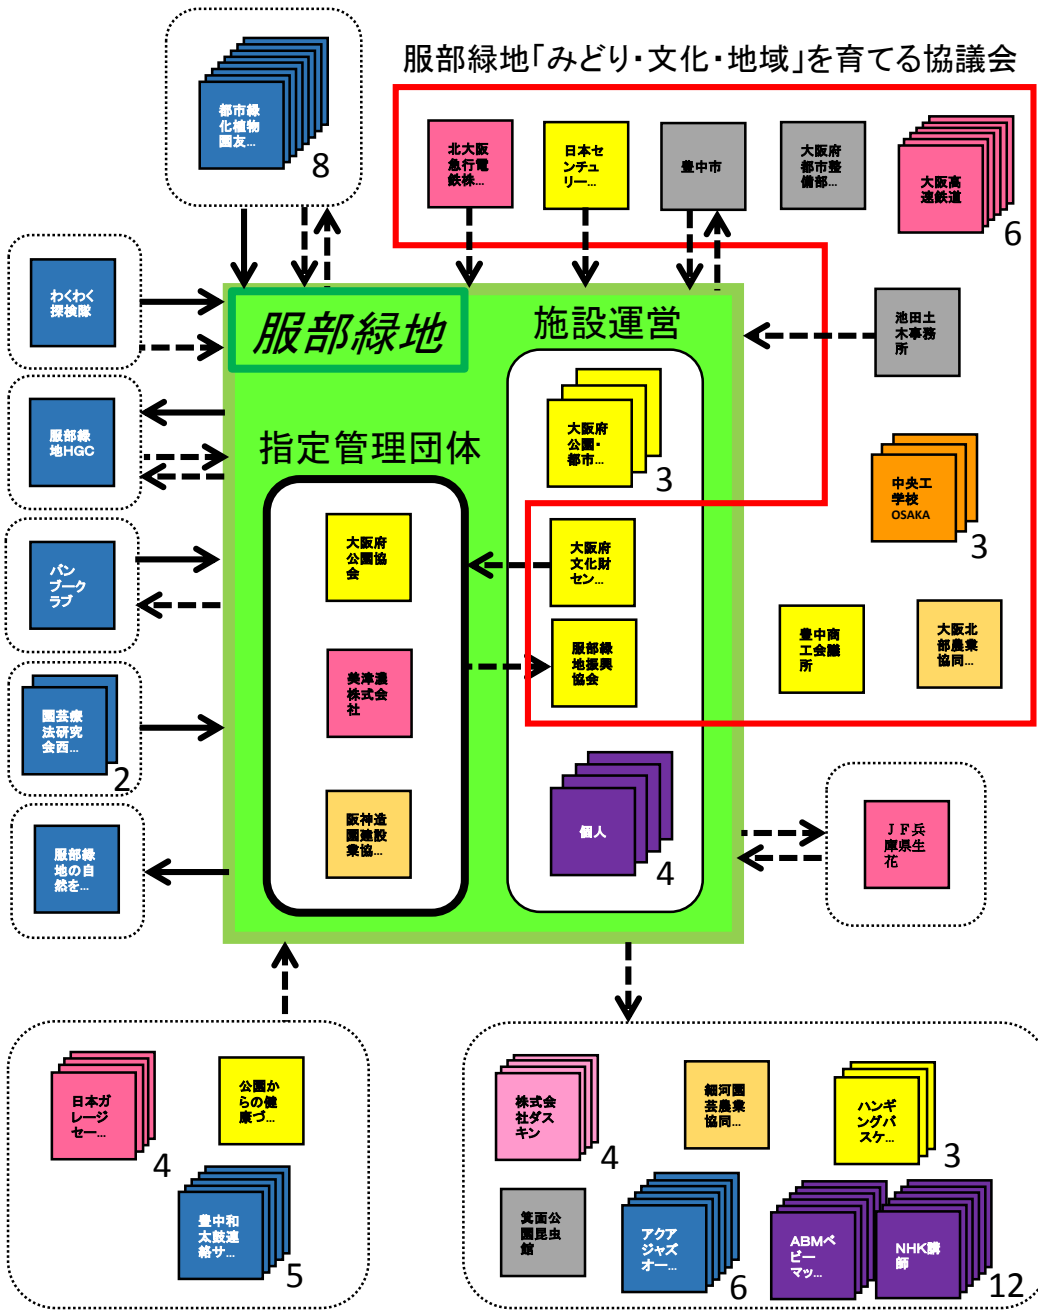 服部緑地「みどり・文化・地域」を育てる協議会
都市緑
化植物
園友...
8
北大阪
急行電
鉄株...
日本セ
ンチュ
リー...
豊中市
大阪府
都市整
備部...
大阪高
速鉄道
6
わくわく
探検隊
服部緑地
施設運営
池田土
木事務
所
服部緑
地HGC
指定管理団体
大阪府
公園・
都市...
3
中央工
学校
OSAKA
3
バン
ブーク
ラブ
大阪府
公園協
会
大阪府
文化財
セン...
服部緑
地振興
協会
豊中商
工会議
所
大阪北
部農業
協同...
園芸療
法研究
会西...
2
美津濃
株式会
社
個人
4
服部緑
地の自
然を...
阪神造
園建設
業協...
ＪＦ兵
庫県生
花
日本ガ
レージ
セー...
4
公園か
らの健
康づ...
豊中和
太鼓連
絡サ...
5
株式会
社ダス
キン
4
細河園
芸農業
協同...
ハンギ
ングバ
スケ...
3
箕面公
園昆虫
館
アクア
ジャズ
オー...
6
ABMベ
ビー
マッ...
NHK講
師
12